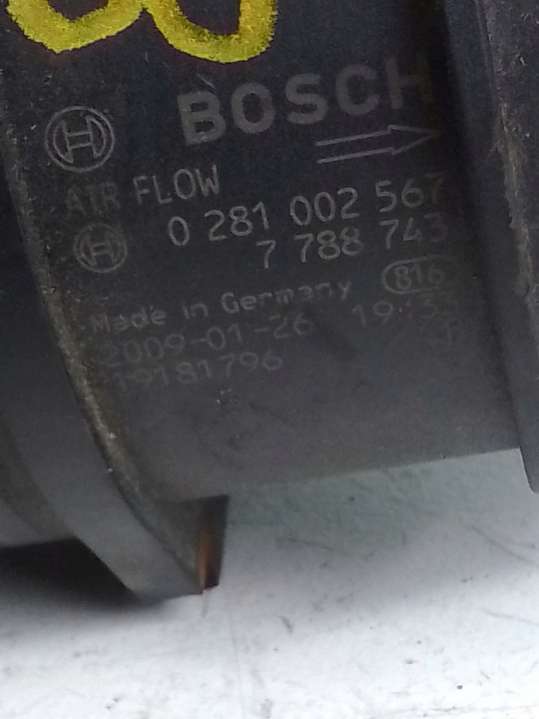 BOSCH
AIR FLOW
0 281 002 567
7 788 743
816
Made in Germany
2009-01-26
19181796